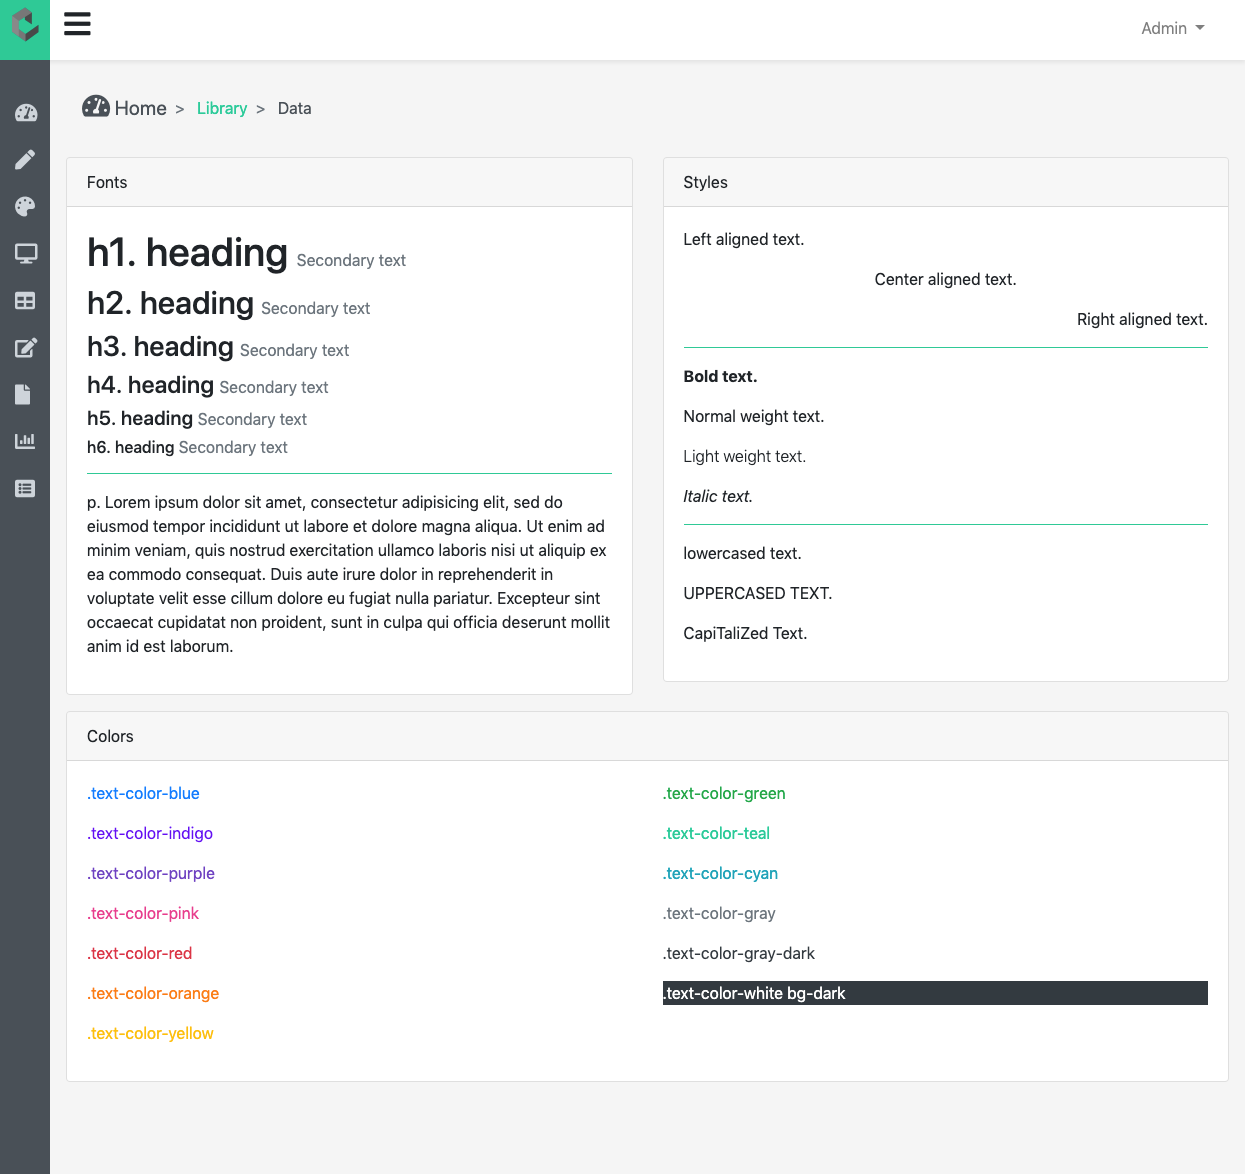 Admin
Home > Library > Data
Fonts
h1. heading Secondary text
h2. heading Secondary text
h3. heading Secondary text
h4. heading Secondary text
h5. heading Secondary text
h6. heading Secondary text
p. Lorem ipsum dolor sit amet, consectetur adipisicing elit, sed do
eiusmod tempor incididunt ut labore et dolore magna aliqua. Ut enim ad
minim veniam, quis nostrud exercitation ullamco laboris nisi ut aliquip ex
ea commodo consequat. Duis aute irure dolor in reprehenderit in
voluptate velit esse cillum dolore eu fugiat nulla pariatur. Excepteur sint
occaecat cupidatat non proident, sunt in culpa qui officia deserunt mollit
anim id est laborum.
Styles
Left aligned text.
Center aligned text.
Right aligned text.
Bold text.
Normal weight text.
Light weight text.
Italic text.
lowercased text.
UPPERCASED TEXT.
CapiTaliZed Text.
Colors
.text-color-blue
.text-color-indigo
.text-color-purple
.text-color-pink
.text-color-red
.text-color-orange
.text-color-yellow
.text-color-green
.text-color-teal
.text-color-cyan
.text-color-gray
.text-color-gray-dark
.text-color-white bg-dark